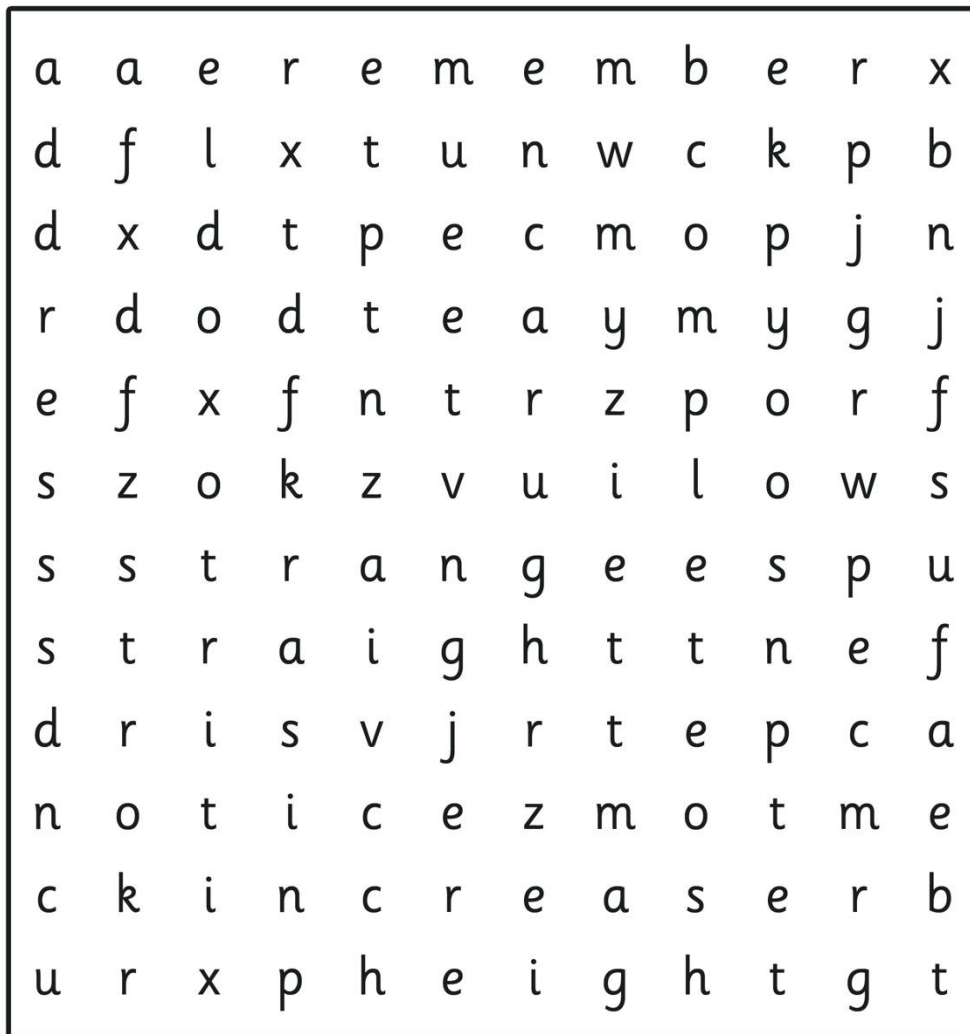 a a e r e m e m b e r x
d f l x t u n w c k p b
d x d t p e c m o p j n
r d o d t e a y m y g j
e f x f n t r z p o r f
s z o k z v u i l o w s
s s t r a n g e e s p u
s t r a i g h t t n e f
d r i s v j r t e p c a
n o t i c e z m o t m e
c k i n c r e a s e r b
u r x p h e i g h t g t